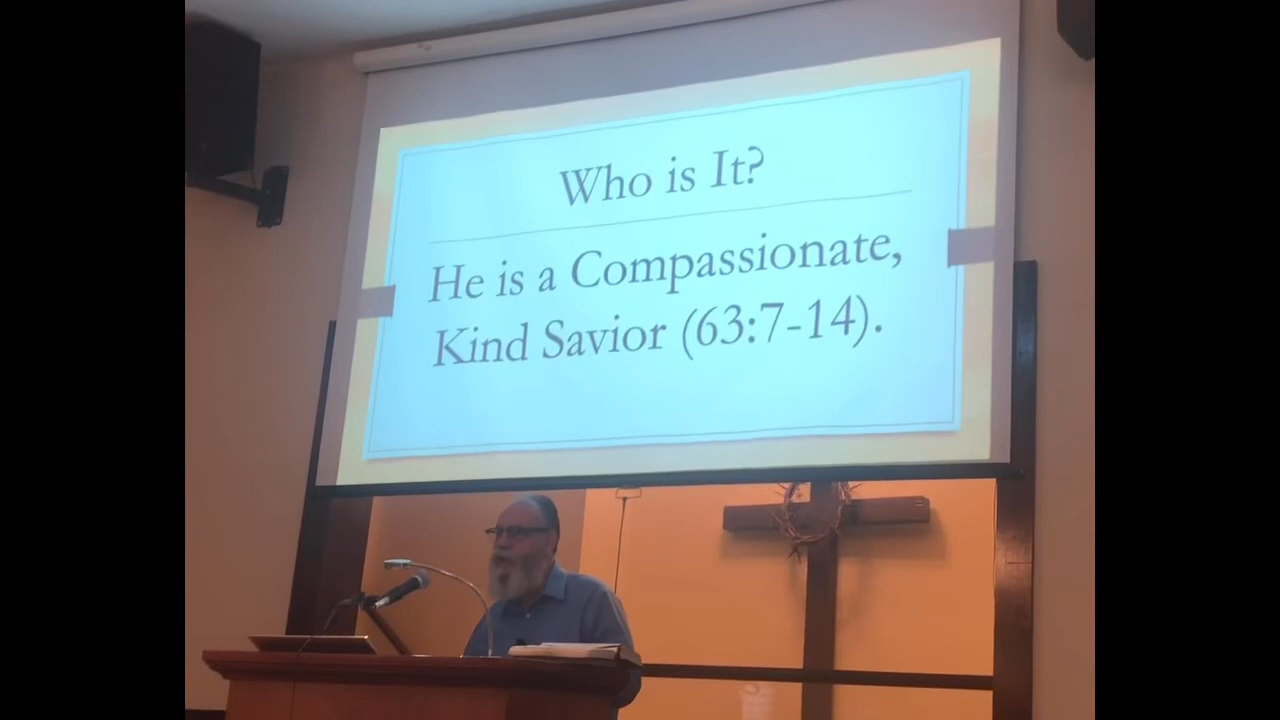 Who is It?
He is a Compassionate,
Kind Savior (63:7-14).